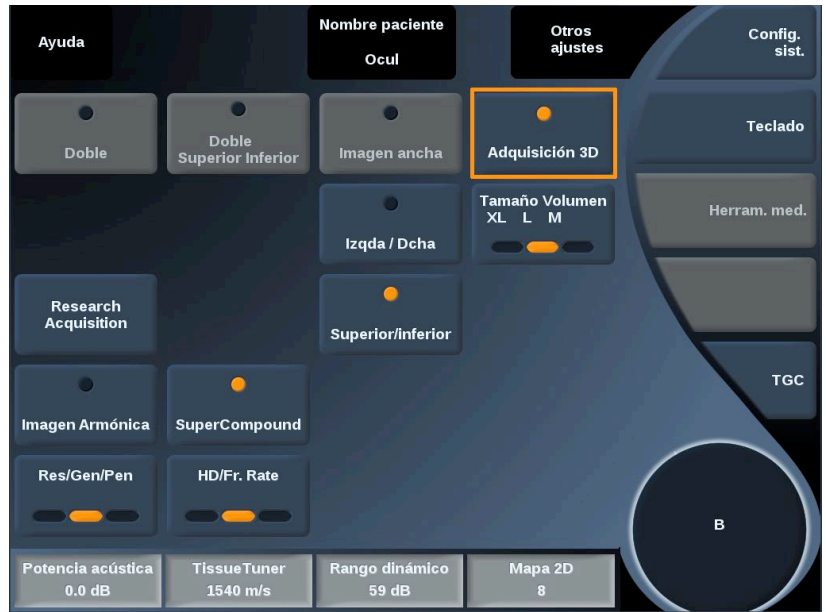 Ayuda
Nombre paciente
Ocul
Otros
ajustes
Config.
sist.
Doble
Doble
Superior Inferior
Imagen ancha
Adquisición 3D
Teclado
Izqda / Dcha
Tamaño Volumen
XL L M
Herram. med.
Research
Acquisition
Superior/inferior
TGC
Imagen Armónica
SuperCompound
Res/Gen/Pen
HD/Fr. Rate
B
Potencia acústica
0.0 dB
TissueTuner
1540 m/s
Rango dinámico
59 dB
Mapa 2D
8